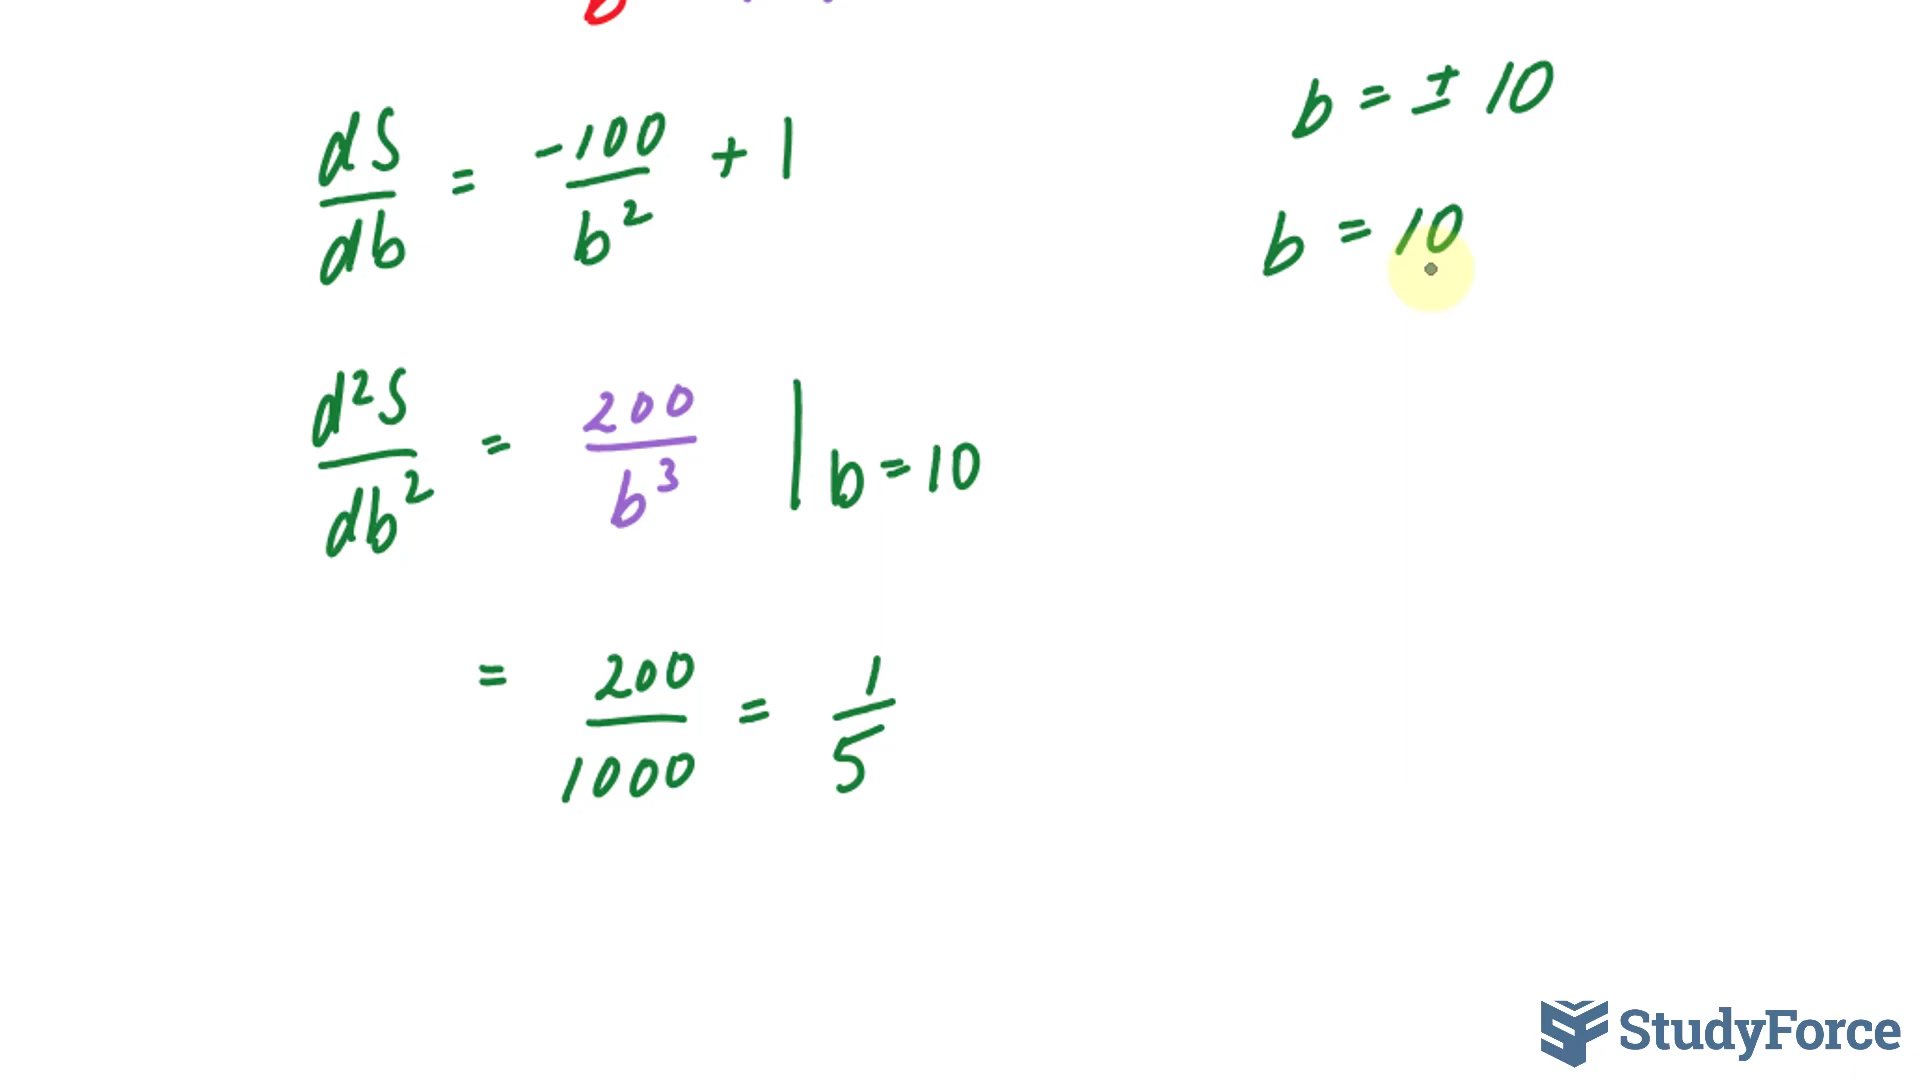 b
dS/db = -100/b² + 1
b = ± 10
b = 10
d²S/db² = 200/b³ | b = 10
= 200/1000 = 1/5
StudyForce